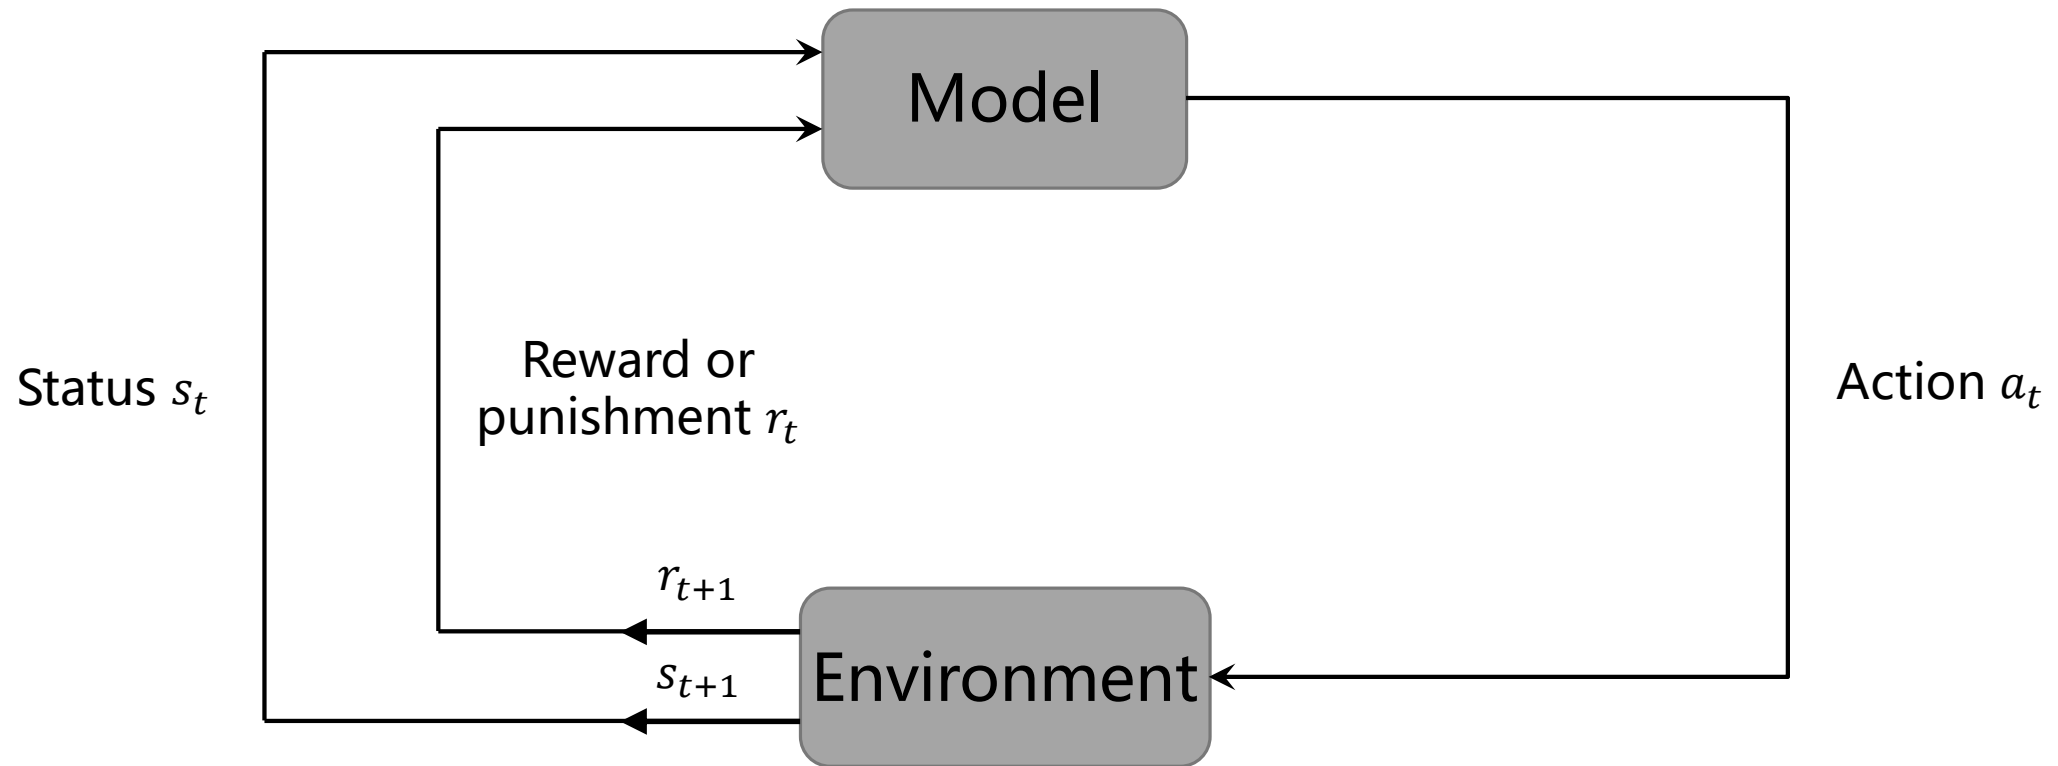 Model
Reward or
punishment r_t
Status s_t
Action a_t
r_{t+1}
s_{t+1}
Environment